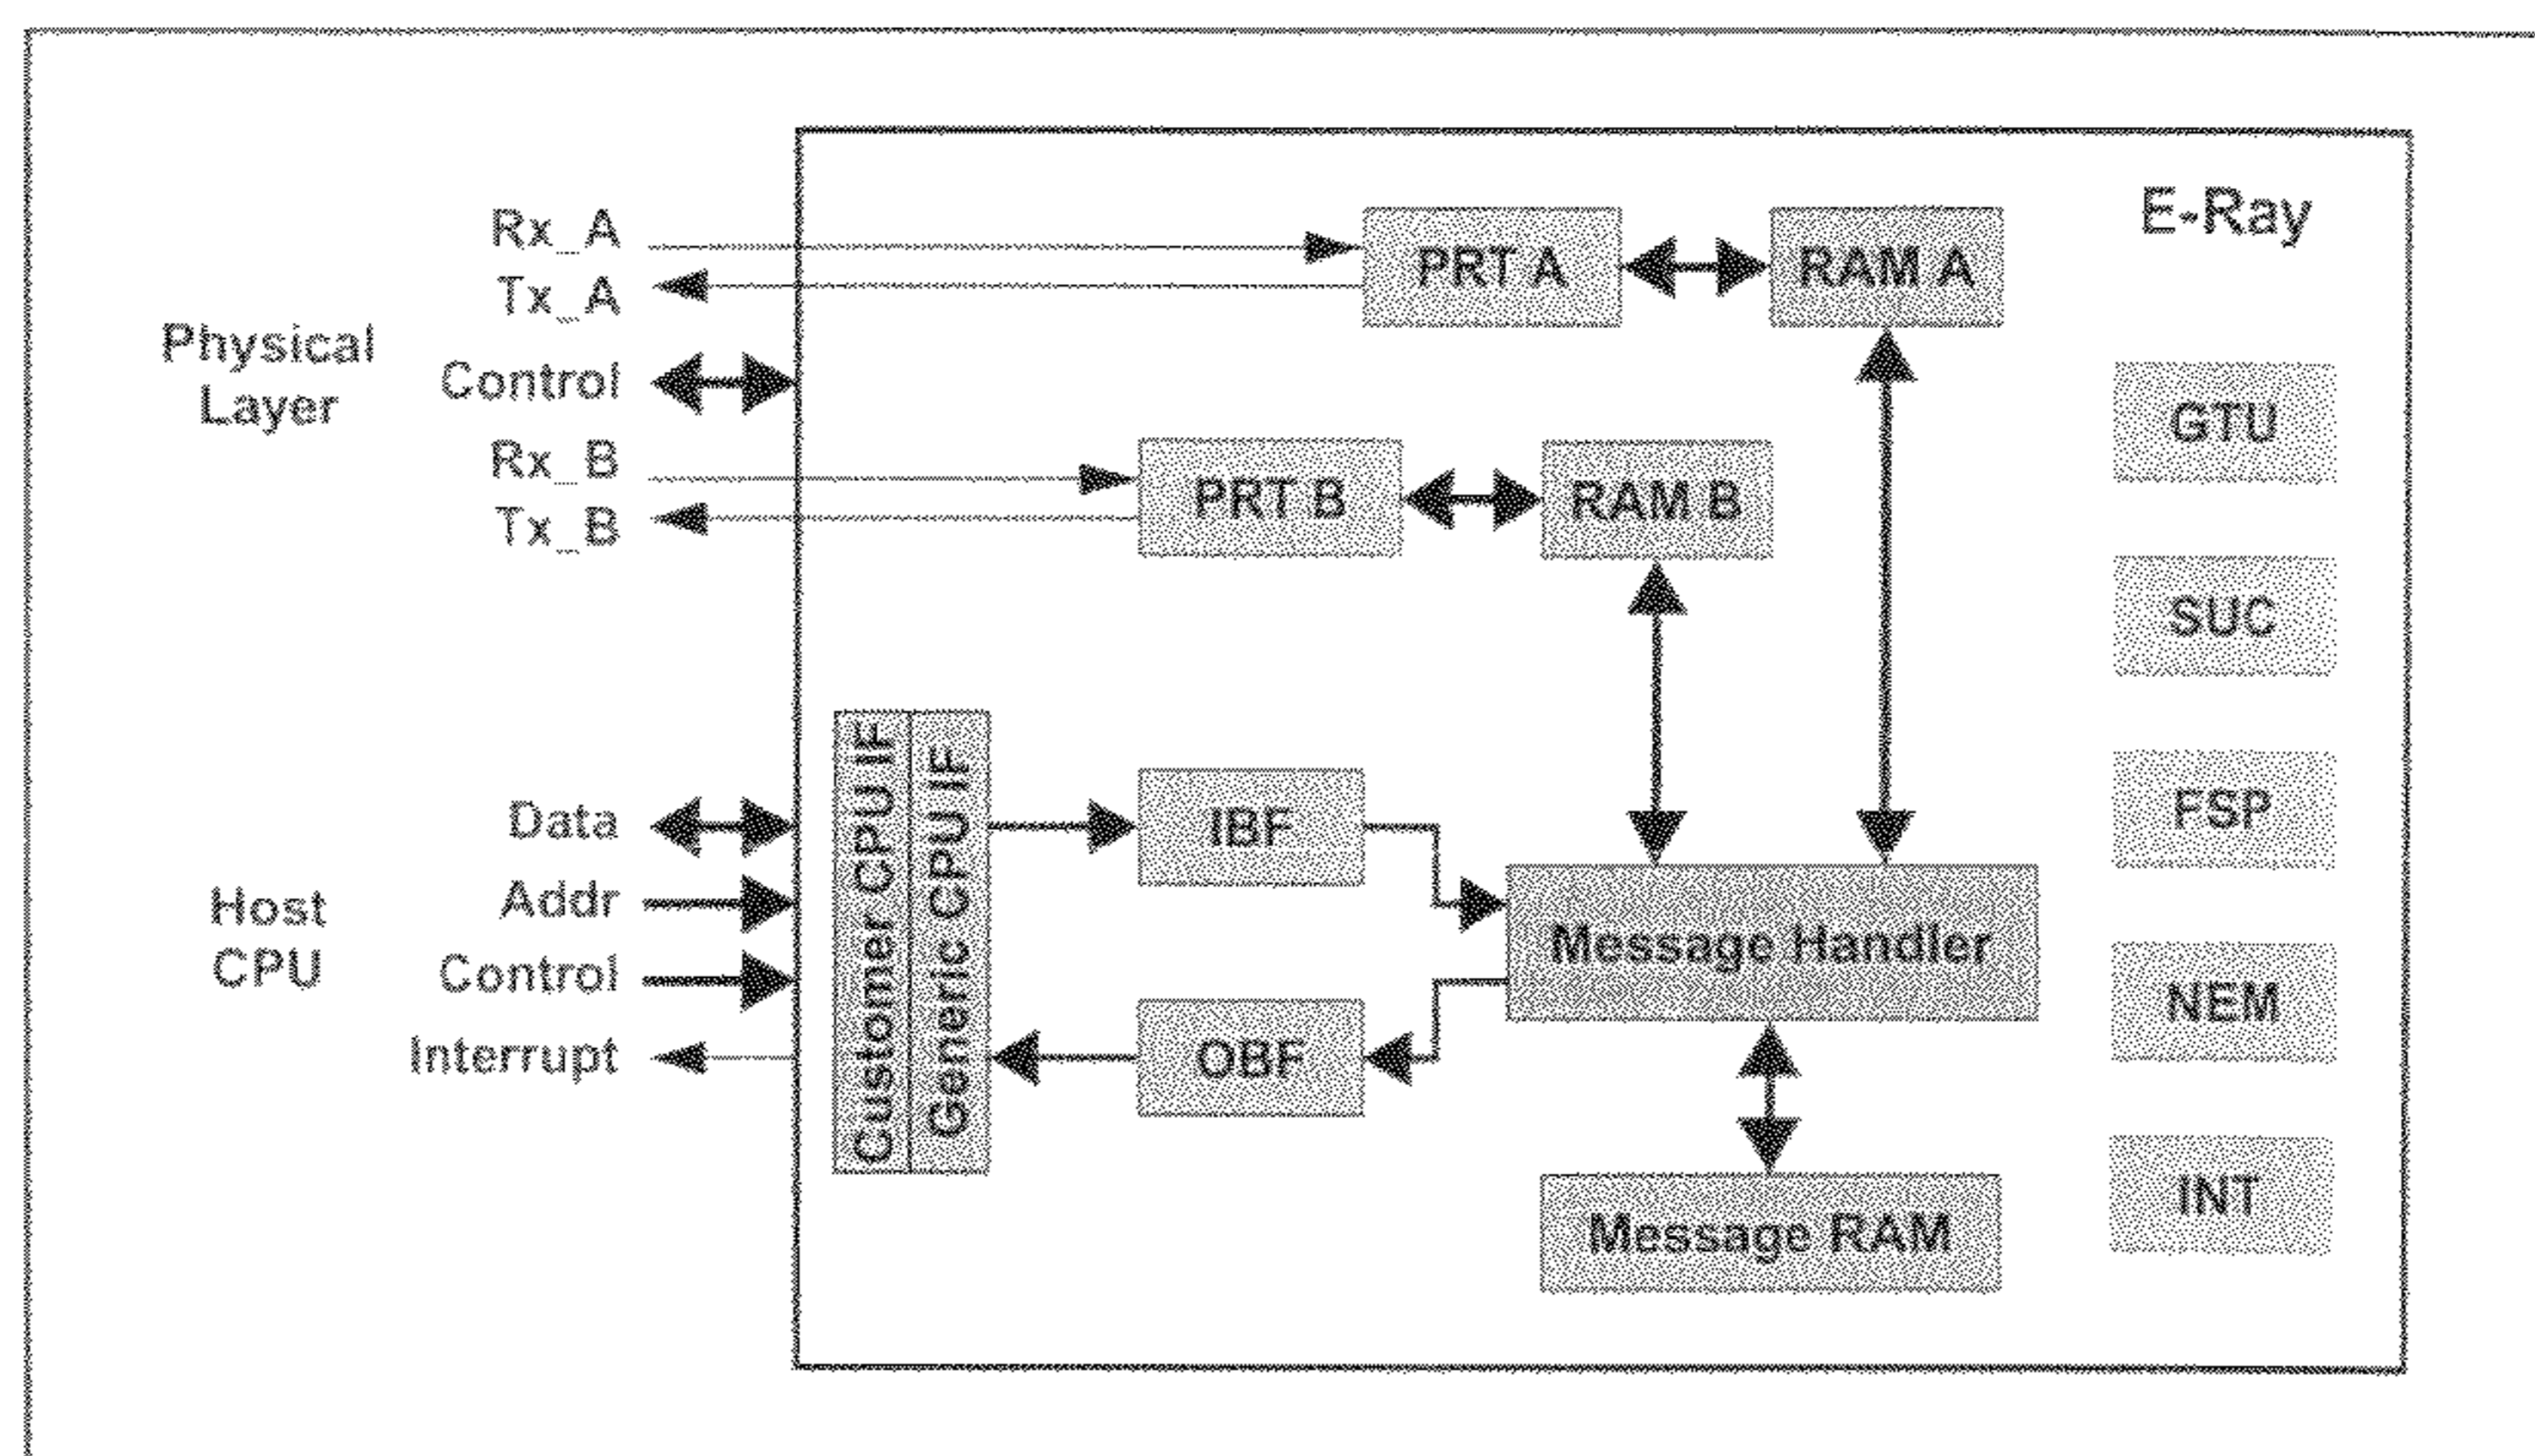 E-Ray
Rx_A
Tx_A
Physical
Layer
Control
Rx_B
Tx_B
PRT A
RAM A
PRT B
RAM B
GTU
SUC
FSP
NEM
INT
Host
CPU
Data
Addr
Control
Interrupt
Customer CPU IF
Generic CPU IF
IBF
OBF
Message Handler
Message RAM